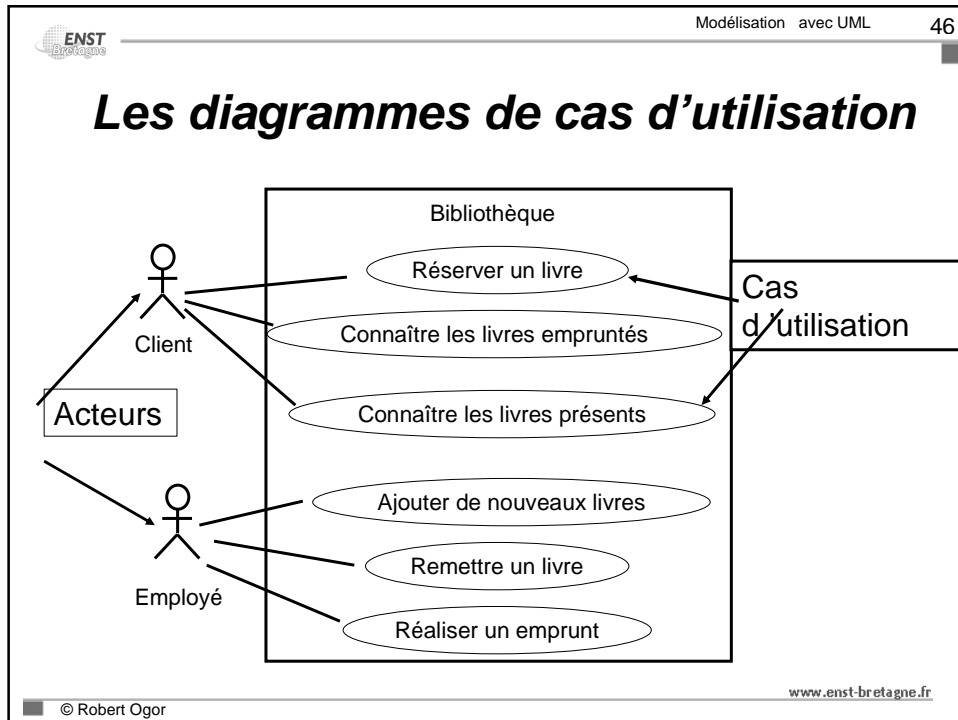 ENST
Bretagne
Modélisation avec UML
46
Les diagrammes de cas d’utilisation
Bibliothèque
Réserver un livre
Cas
d ’utilisation
Connaître les livres empruntés
Client
Connaître les livres présents
Acteurs
Ajouter de nouveaux livres
Remettre un livre
Employé
Réaliser un emprunt
www.enst-bretagne.fr
© Robert Ogor